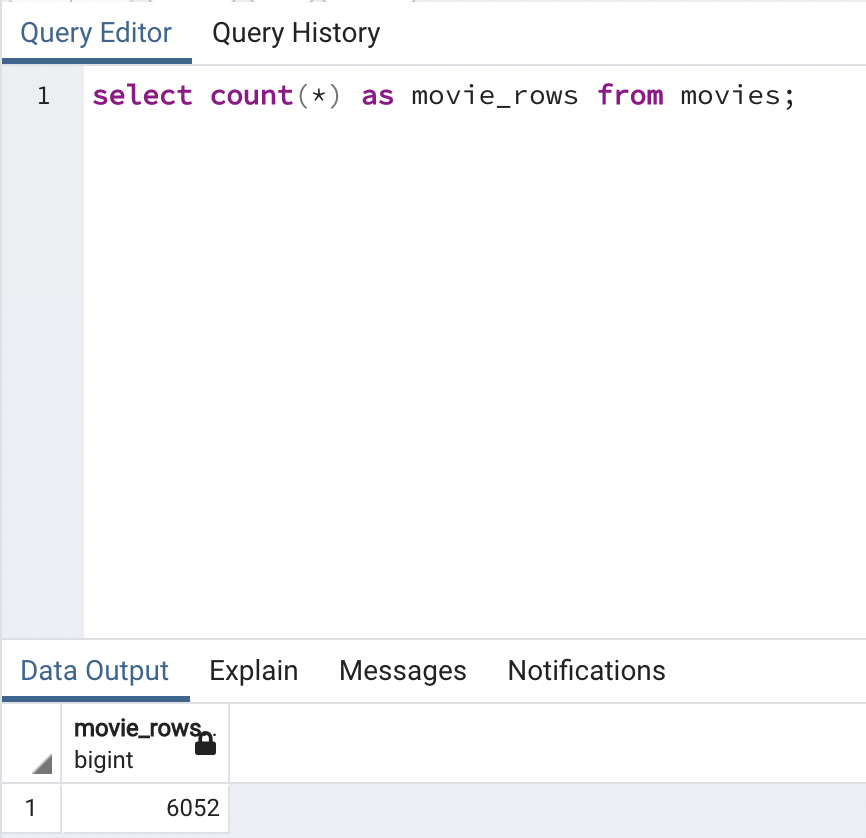 Query Editor Query History
1 select count(*) as movie_rows from movies;
Data Output Explain Messages Notifications
movie_rows
bigint
1 6052